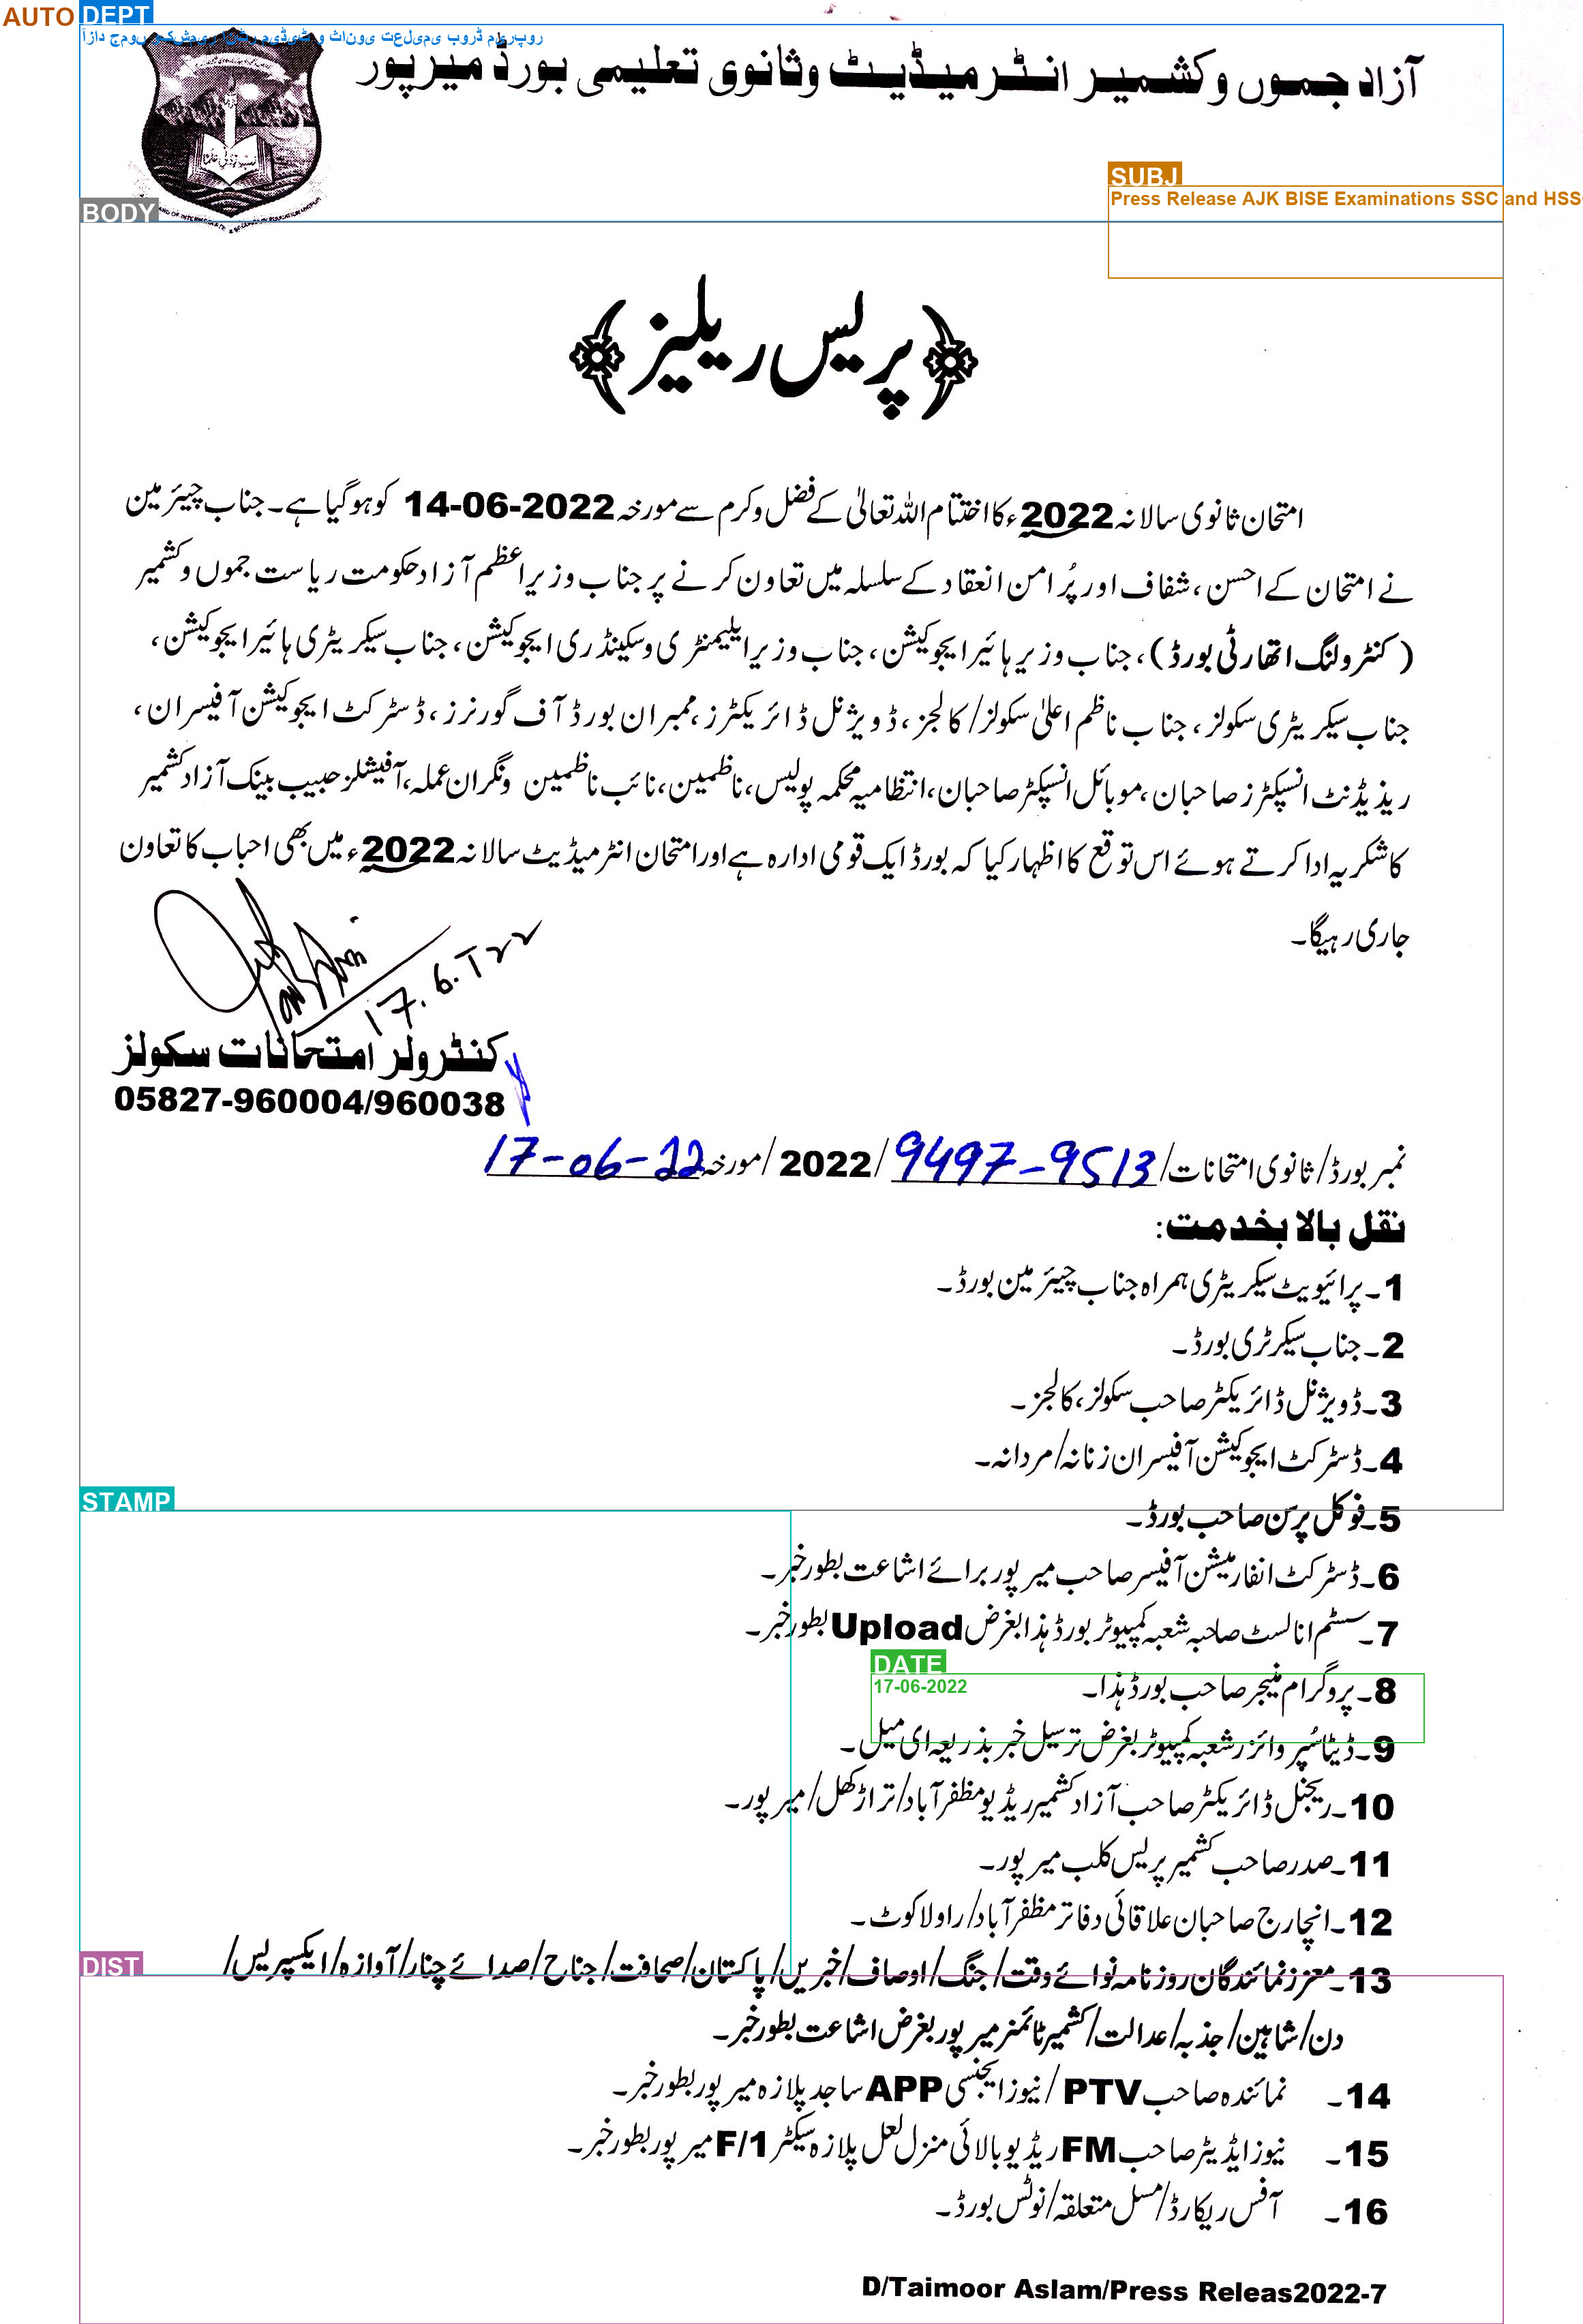 AUTO
DEPT
آزاد جموں وکشمیر انٹرمیڈیٹ وثانوی تعلیمی بورڈ میرپور
SUBJ
Press Release AJK BISE Examinations SSC and HSS
BODY
پریس ریلیز
امتحان ثانوی سالانہ 2022ء کا اختتام اللہ تعالیٰ کے فضل وکرم سے مورخہ 14-06-2022 کو ہوگیا ہے۔ جناب چیئرمین
نے امتحان کے احسن ، شفاف اور پُر امن انعقاد کے سلسلہ میں تعاون کرنے پر جناب وزیراعظم آزاد حکومت ریاست جموں وکشمیر
(کنٹرولنگ اتھارٹی بورڈ)، جناب وزیر ہائیرایجوکیشن، جناب وزیر ایلیمنٹری وسکینڈری ایجوکیشن، جناب سیکریٹری ہائیرایجوکیشن،
جناب سیکریٹری سکولز، جناب ناظم اعلیٰ سکولز/کالجز، ڈویژنل ڈائریکٹرز، ممبران بورڈ آف گورنرز، ڈسٹرکٹ ایجوکیشن آفیسران،
ریذیڈنٹ انسپکٹرز صاحبان، موبائل انسپکٹر صاحبان، انتظامیہ محکمہ پولیس، ناظمین، نائب ناظمین ونگران عملہ، آفیشلز حبیب بینک آزادکشمیر
کا شکریہ ادا کرتے ہوئے اس توقع کا اظہار کیا کہ بورڈ ایک قومی ادارہ ہے اور امتحان انٹرمیڈیٹ سالانہ 2022ء میں بھی احباب کا تعاون
جاری رہیگا۔
17.6.T22
کنٹرولر امتحانات سکولز
05827-960004/960038
نمبر بورڈ/ثانوی امتحانات/9497-9513/2022/مورخہ 17-06-22
نقل بالا بخدمت:
1۔ پرائیویٹ سیکریٹری ہمراہ جناب چیئرمین بورڈ۔
2۔ جناب سیکرٹری بورڈ۔
3۔ ڈویژنل ڈائریکٹر صاحب سکولز، کالجز۔
4۔ ڈسٹرکٹ ایجوکیشن آفیسران زنانہ/مردانہ۔
STAMP
5۔ فوکل پرسن صاحب بورڈ۔
6۔ ڈسٹرکٹ انفارمیشن آفیسر صاحب میرپور برائے اشاعت بطور خبر۔
7۔ سسٹم انالسٹ صاحبہ شعبہ کمپیوٹر بورڈ ہذا بغرض Upload بطور خبر۔
DATE
17-06-2022
8۔ پروگرام منیجر صاحب بورڈ ہذا۔
9۔ ڈیٹا سُپروائزر شعبہ کمپیوٹر بغرض ترسیل خبر بذریعہ ای میل۔
10۔ ریجنل ڈائریکٹر صاحب آزادکشمیر ریڈیو مظفرآباد/تراڑکھل/میرپور۔
11۔ صدر صاحب کشمیر پریس کلب میرپور۔
12۔ انچارج صاحبان علاقائی دفاتر مظفرآباد/راولاکوٹ۔
DIST
13۔ معزز نمائندگان روزنامہ نوائے وقت/جنگ/اوصاف/خبریں/پاکستان/صحافت/جناح/صدائے چنار/آوازہ/ایکسپریس/
دن/شاہین/جذبہ/عدالت/کشمیر ٹائمنر میرپور بغرض اشاعت بطور خبر۔
14۔ نمائندہ صاحب PTV/نیوز ایجنسی APP ساجد پلازہ میرپور بطور خبر۔
15۔ نیوز ایڈیٹر صاحب FM ریڈیو بالائی منزل لعل پلازہ سیکٹر F/1 میرپور بطور خبر۔
16۔ آفس ریکارڈ/مسل متعلقہ/نوٹس بورڈ۔
D/Taimoor Aslam/Press Releas2022-7